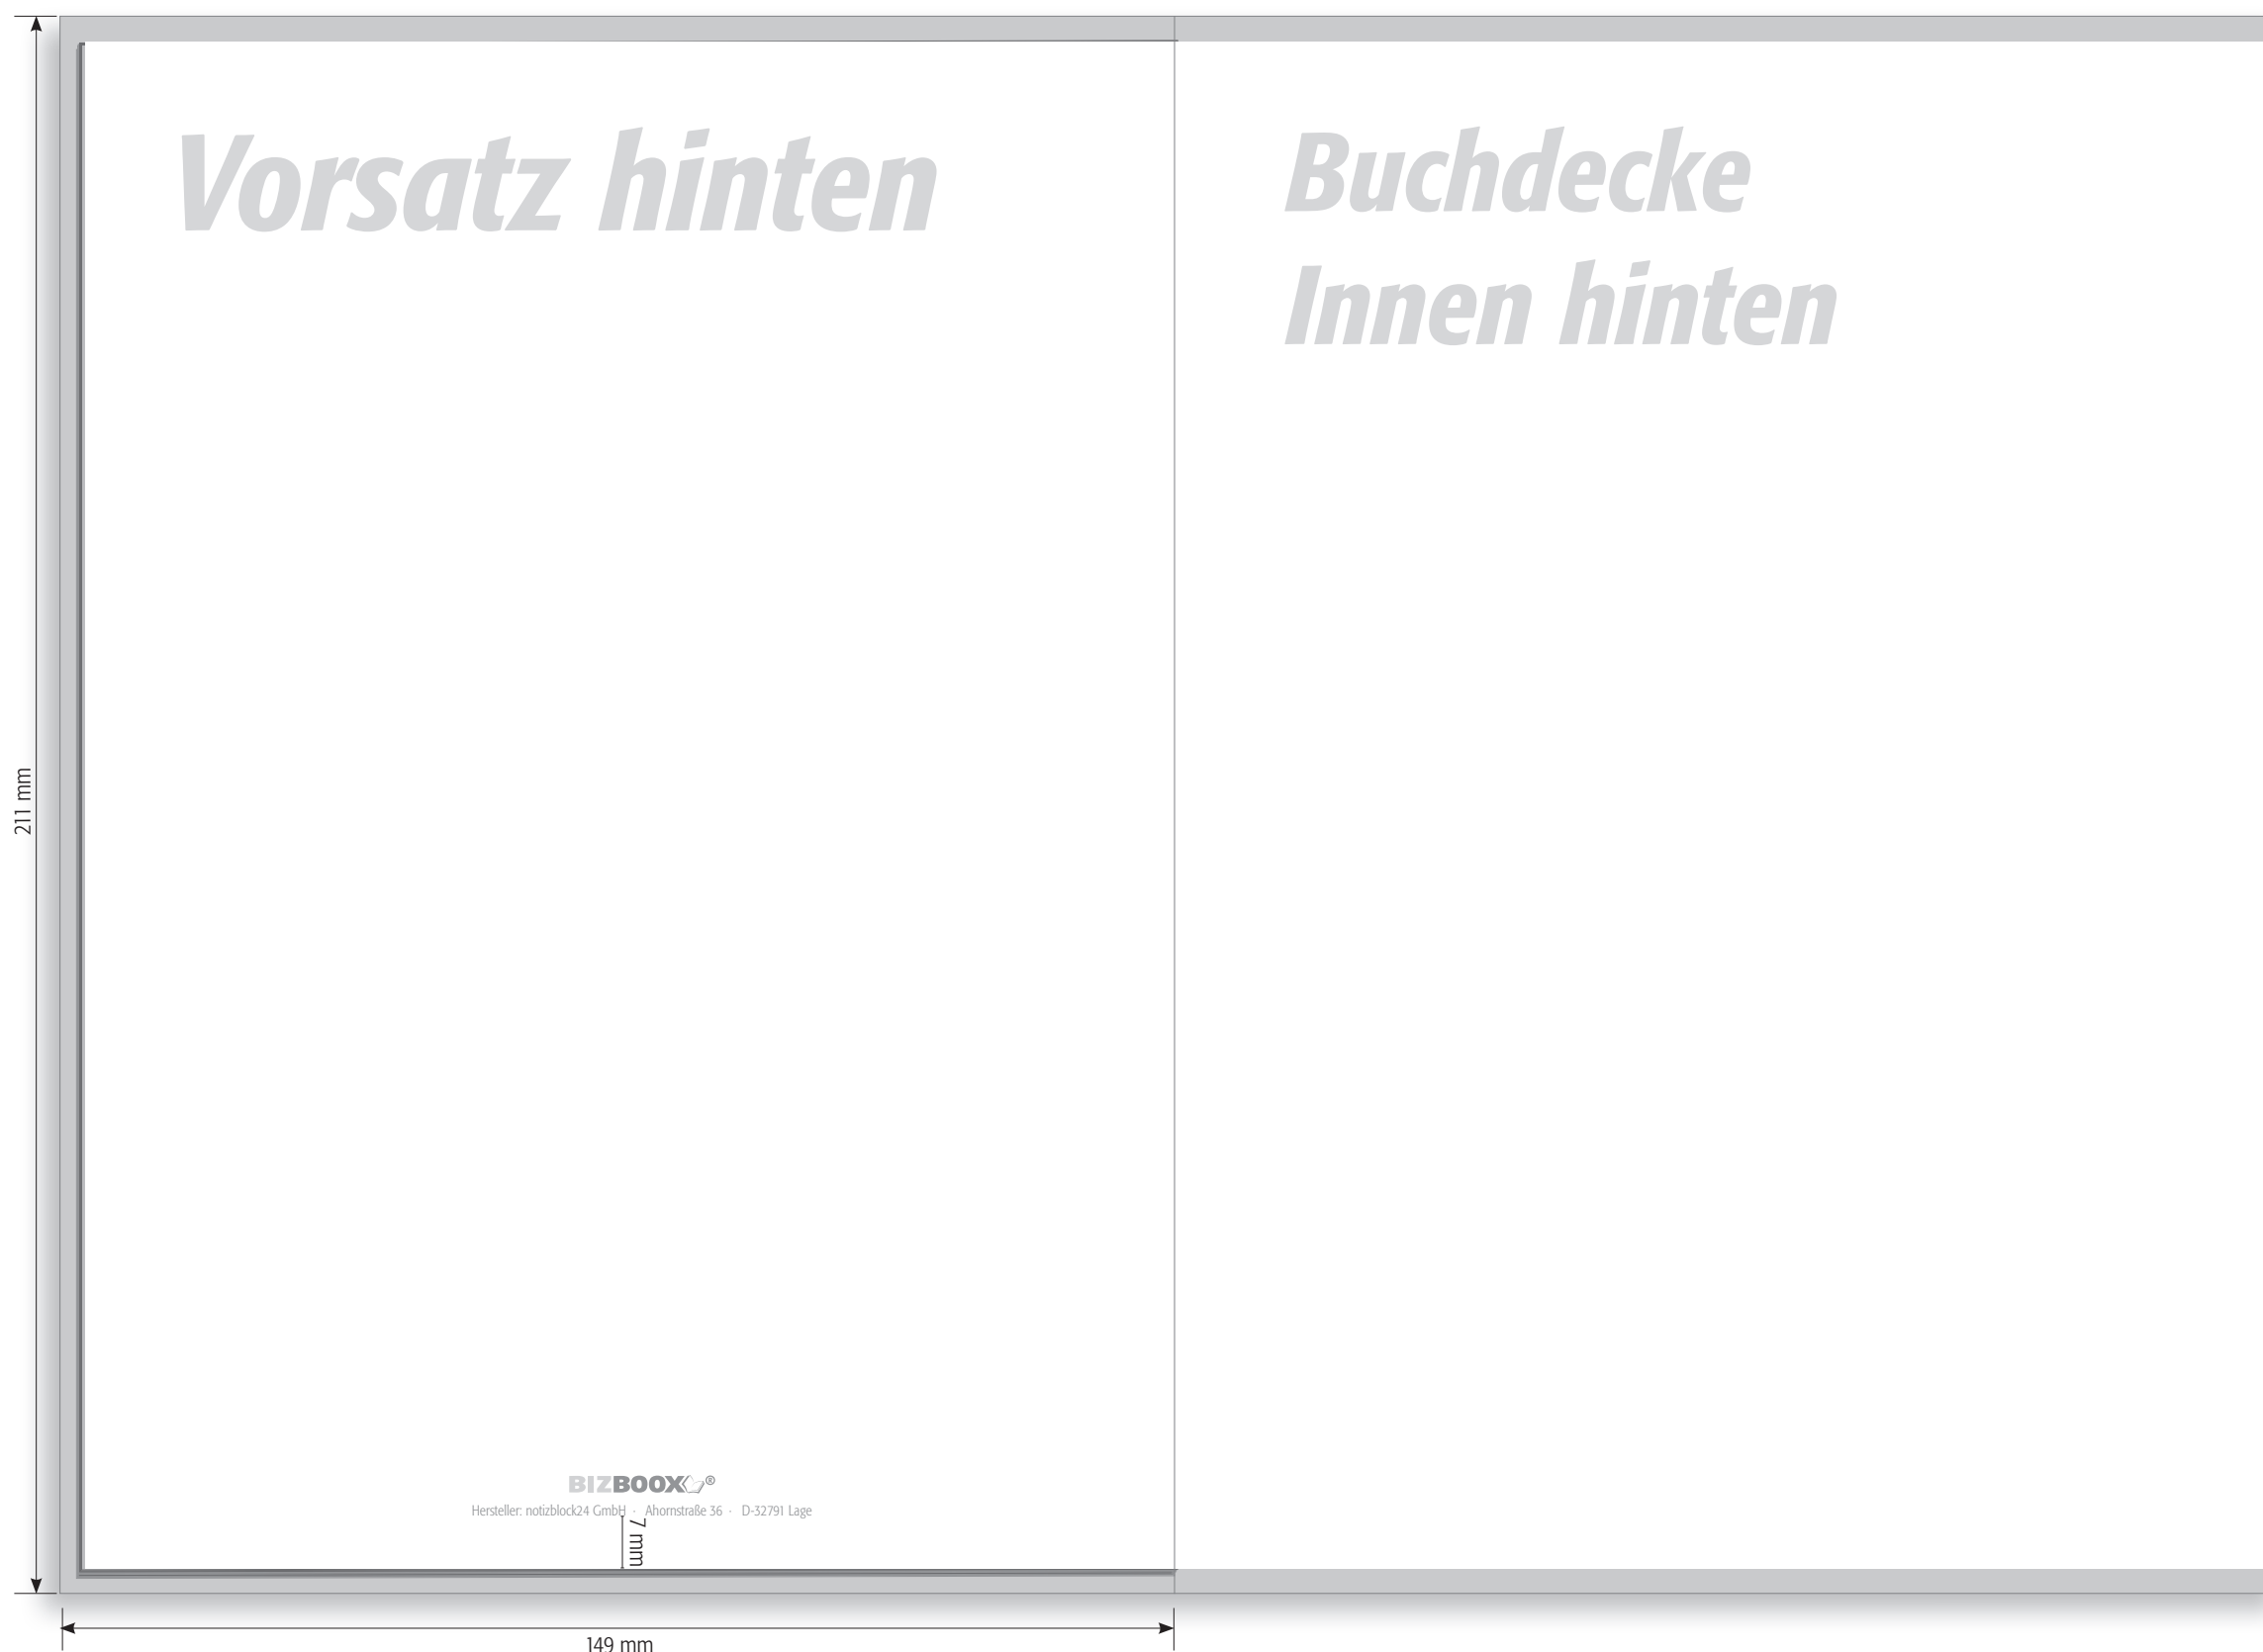 Vorsatz hinten
Buchdecke
Innen hinten
211 mm
BIZBOOX®
Hersteller: notizblock24 GmbH · Ahornstraße 36 · D-32791 Lage
7 mm
149 mm